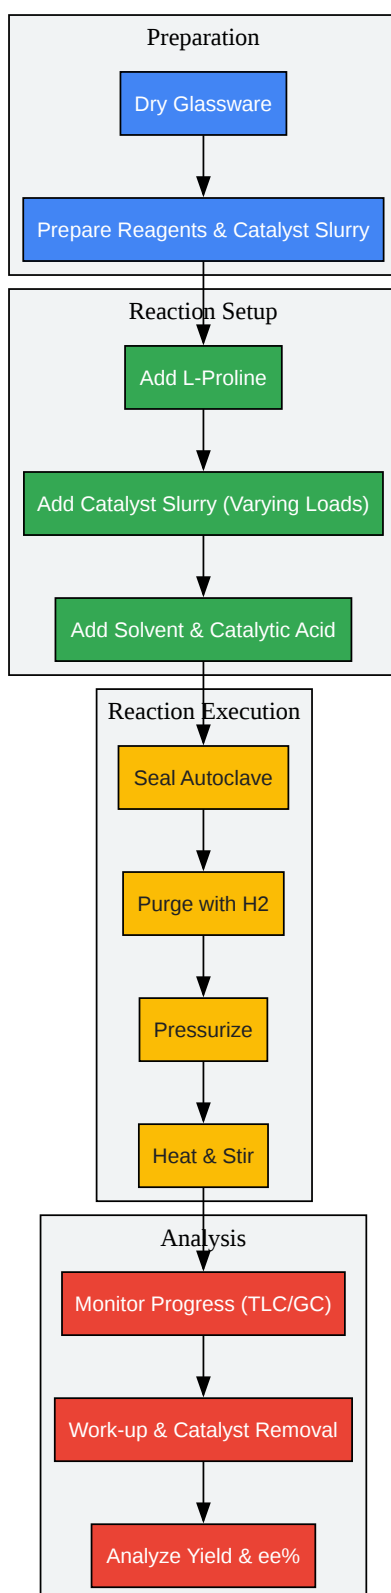 Preparation
Dry Glassware
Prepare Reagents & Catalyst Slurry
Reaction Setup
Add L-Proline
Add Catalyst Slurry (Varying Loads)
Add Solvent & Catalytic Acid
Reaction Execution
Seal Autoclave
Purge with H2
Pressurize
Heat & Stir
Analysis
Monitor Progress (TLC/GC)
Work-up & Catalyst Removal
Analyze Yield & ee%